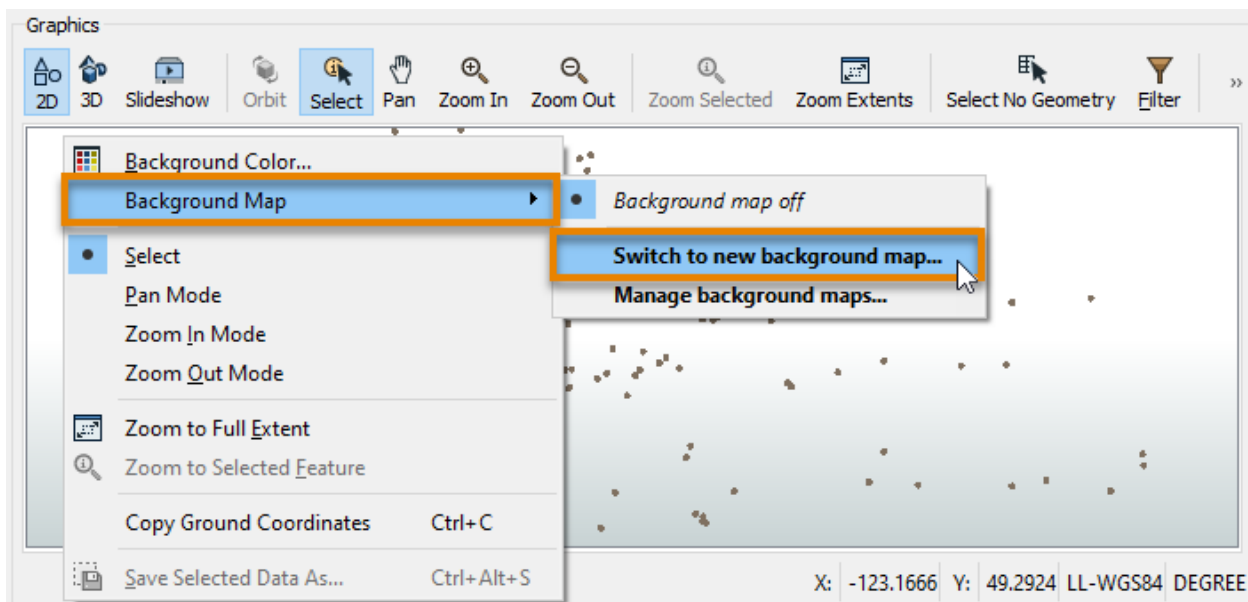 Graphics
2D 3D Slideshow Orbit Select Pan Zoom In Zoom Out Zoom Selected Zoom Extents Select No Geometry Filter »
Background Color...
Background Map
Background map off
Switch to new background map...
Manage background maps...
Select
Pan Mode
Zoom In Mode
Zoom Out Mode
Zoom to Full Extent
Zoom to Selected Feature
Copy Ground Coordinates Ctrl+C
Save Selected Data As... Ctrl+Alt+S
X: -123.1666 Y: 49.2924 LL-WGS84 DEGREE